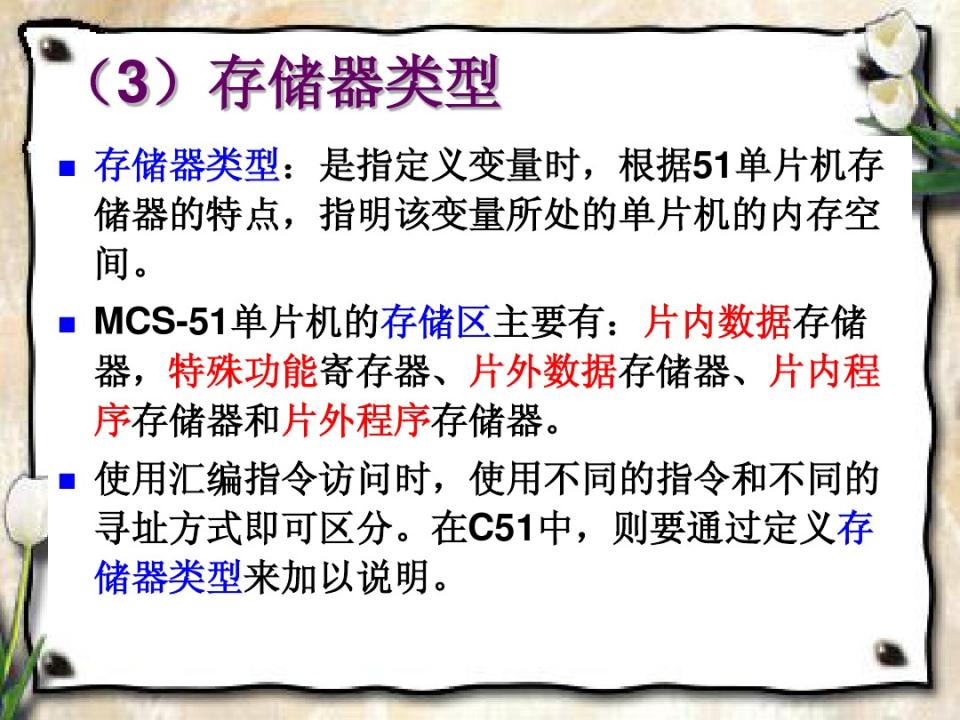 （3）存储器类型
存储器类型：是指定义变量时，根据51单片机存
储器的特点，指明该变量所处的单片机的内存空
间。
MCS-51单片机的存储区主要有：片内数据存储
器，特殊功能寄存器、片外数据存储器、片内程
序存储器和片外程序存储器。
使用汇编指令访问时，使用不同的指令和不同的
寻址方式即可区分。在C51中，则要通过定义存
储器类型来加以说明。